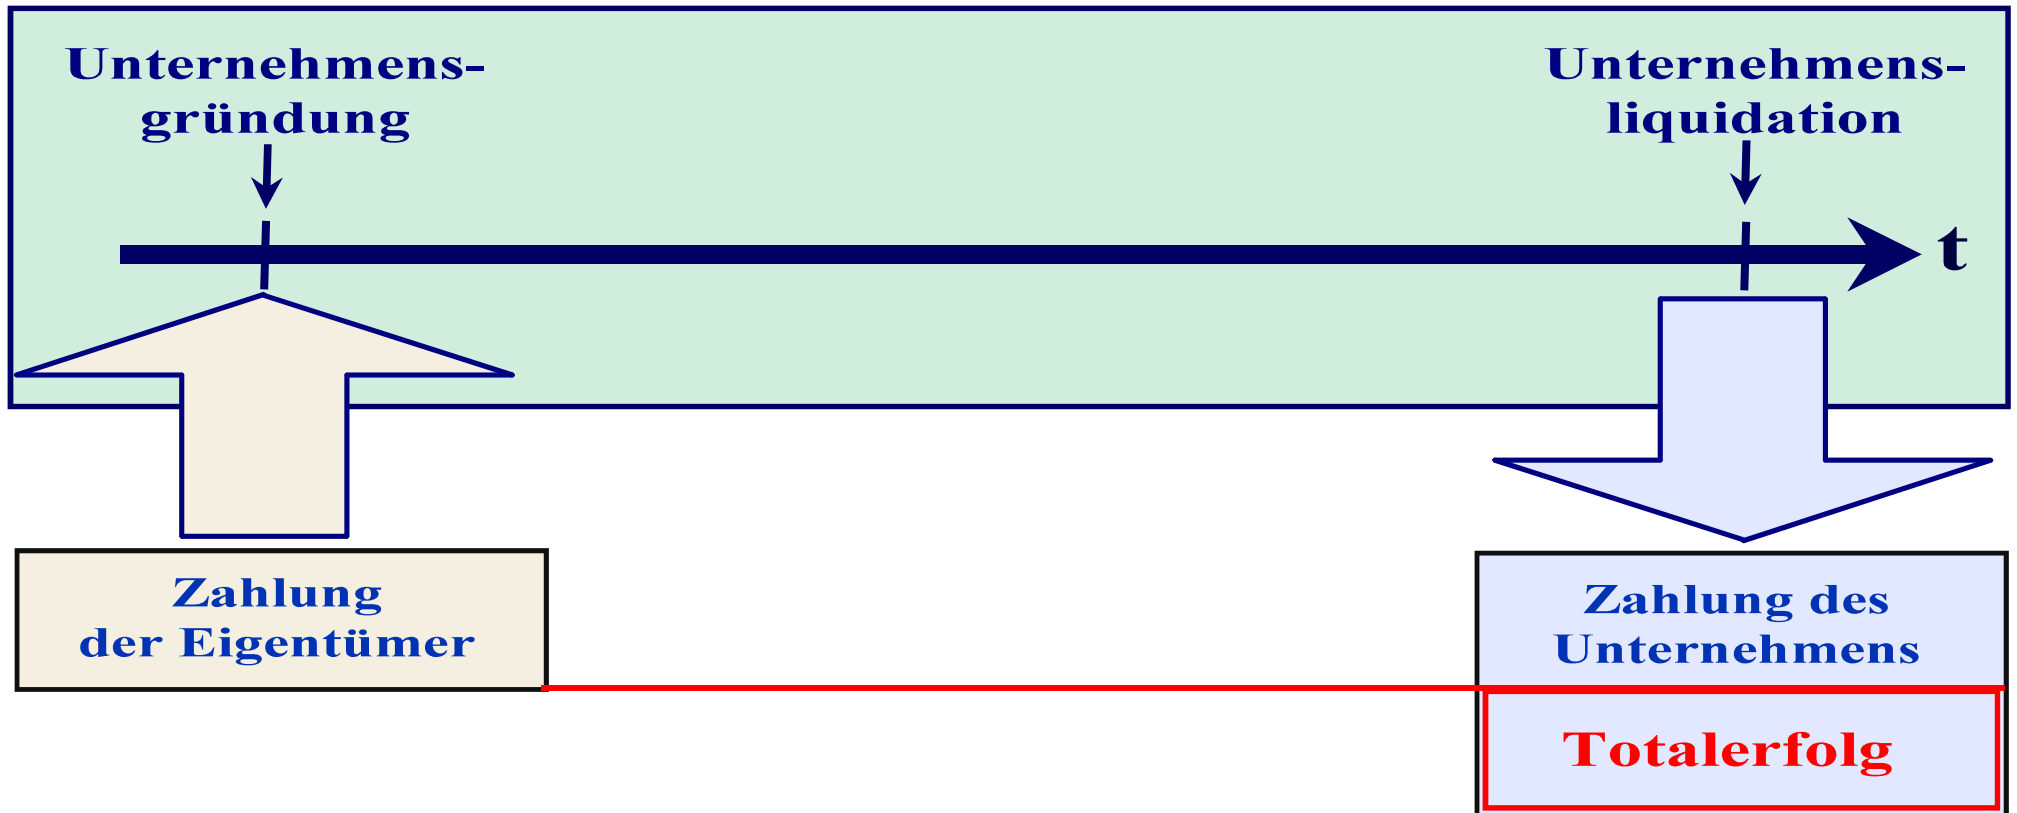 Unternehmens-
gründung
Unternehmens-
liquidation
t
Zahlung
der Eigentümer
Zahlung des
Unternehmens
Totalerfolg